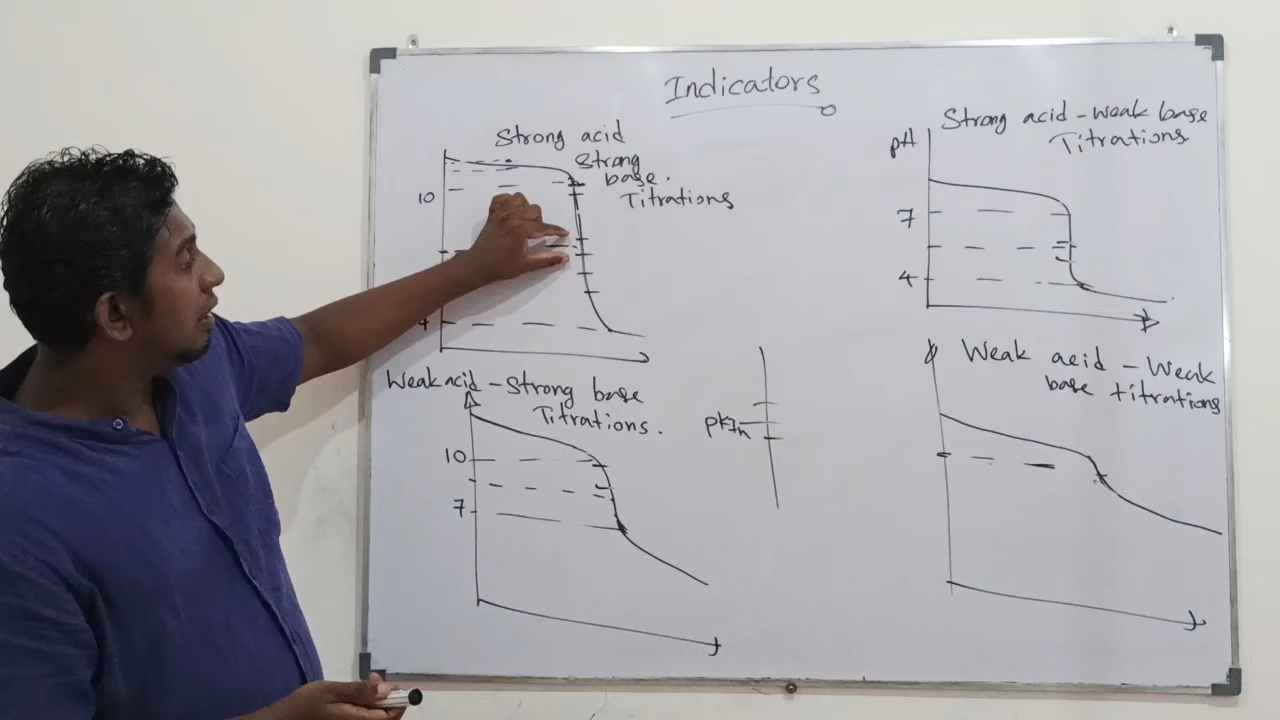 Indicators
Strong acid
Strong
base.
Titrations
10
4
Strong acid - Weak base
Titrations
pH
7
4
Weak acid - Strong base
Titrations.
10
7
pKIn
Weak acid - Weak
base titrations